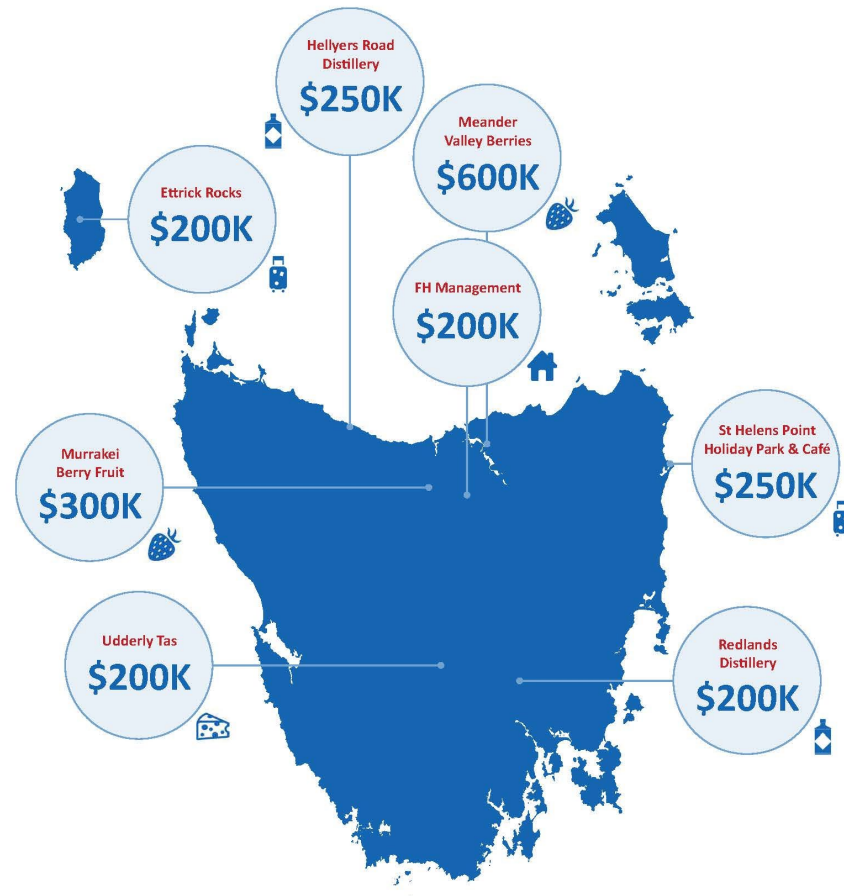 Hellyers Road
Distillery
$250K
Meander
Valley Berries
$600K
Ettrick Rocks
$200K
FH Management
$200K
St Helens Point
Holiday Park & Café
$250K
Murrakei
Berry Fruit
$300K
Udderly Tas
$200K
Redlands
Distillery
$200K